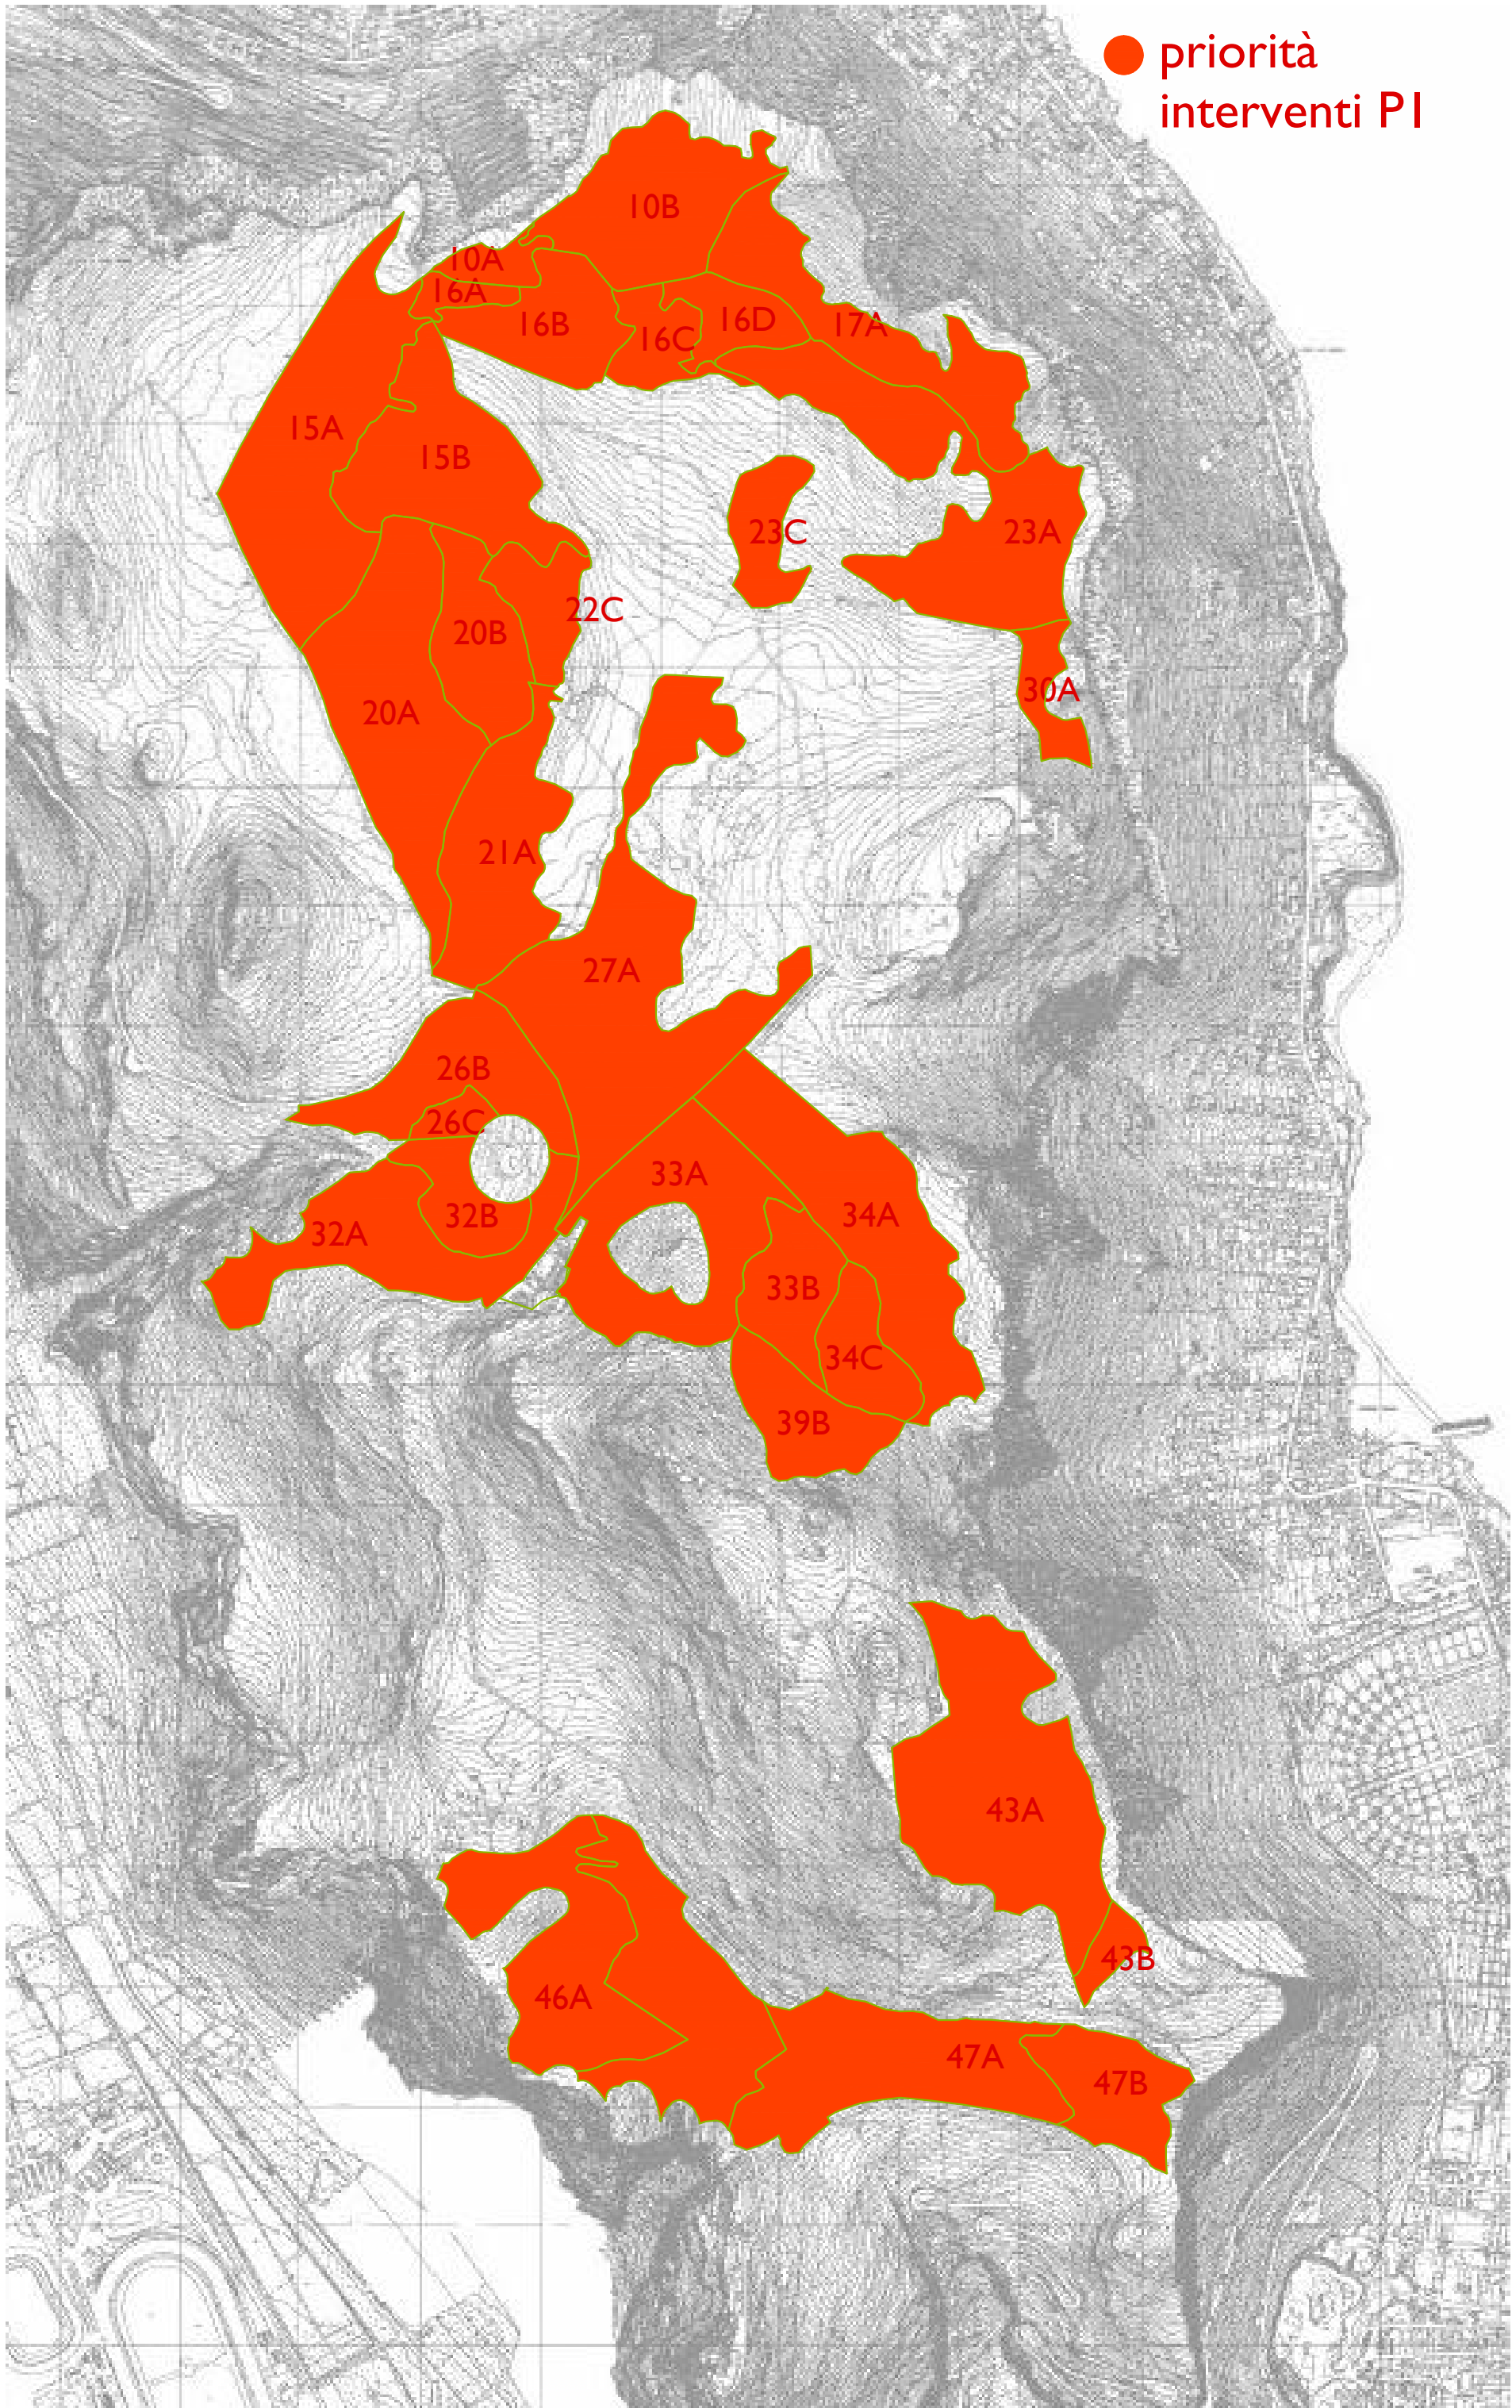 priorità
interventi P1
10B
10A
16A
16B
16C
16D
17A
15A
15B
23C
23A
22C
20B
30A
20A
21A
27A
26B
26C
33A
32B
34A
32A
33B
34C
39B
43A
43B
46A
47A
47B